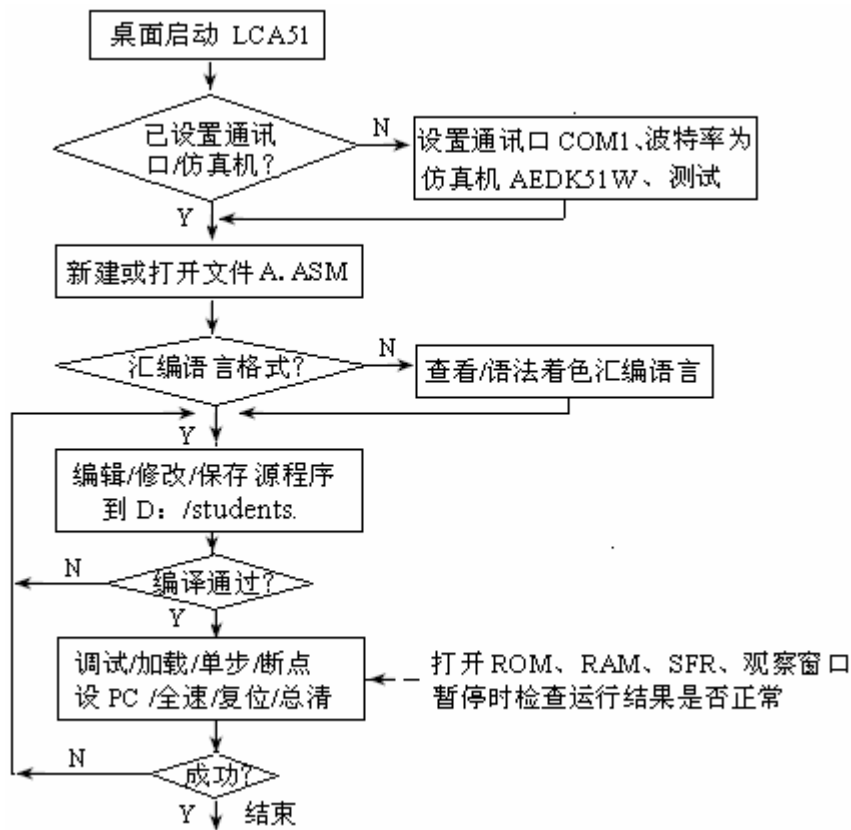 桌面启动 LCA51
已设置通讯
口/仿真机?
N
设置通讯口 COM1、波特率为
仿真机 AEDK51W、测试
Y
新建或打开文件 A. ASM
汇编语言格式?
N
查看/语法着色汇编语言
Y
编辑/修改/保存 源程序
到 D：/students.
N
编译通过?
Y
调试/加载/单步/断点
设 PC /全速/复位/总清
打开 ROM、RAM、SFR、观察窗口
暂停时检查运行结果是否正常
N
成功?
Y
结束